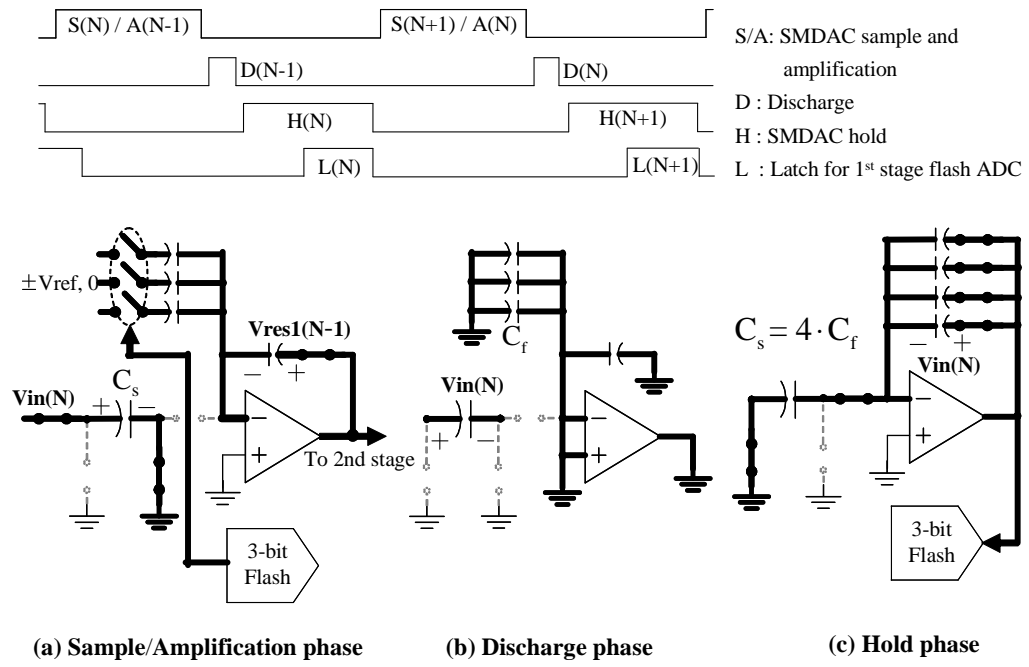 S(N) / A(N-1)
S(N+1) / A(N)
D(N-1)
D(N)
H(N)
H(N+1)
L(N)
L(N+1)
S/A: SMDAC sample and
amplification
D : Discharge
H : SMDAC hold
L : Latch for 1st stage flash ADC
±Vref, 0
Vres1(N-1)
− +
Cs
Vin(N)
+ −
−
+
To 2nd stage
3-bit
Flash
(a) Sample/Amplification phase
Cf
Vin(N)
+ −
−
+
(b) Discharge phase
Cs = 4 · Cf
− +
Vin(N)
−
+
3-bit
Flash
(c) Hold phase